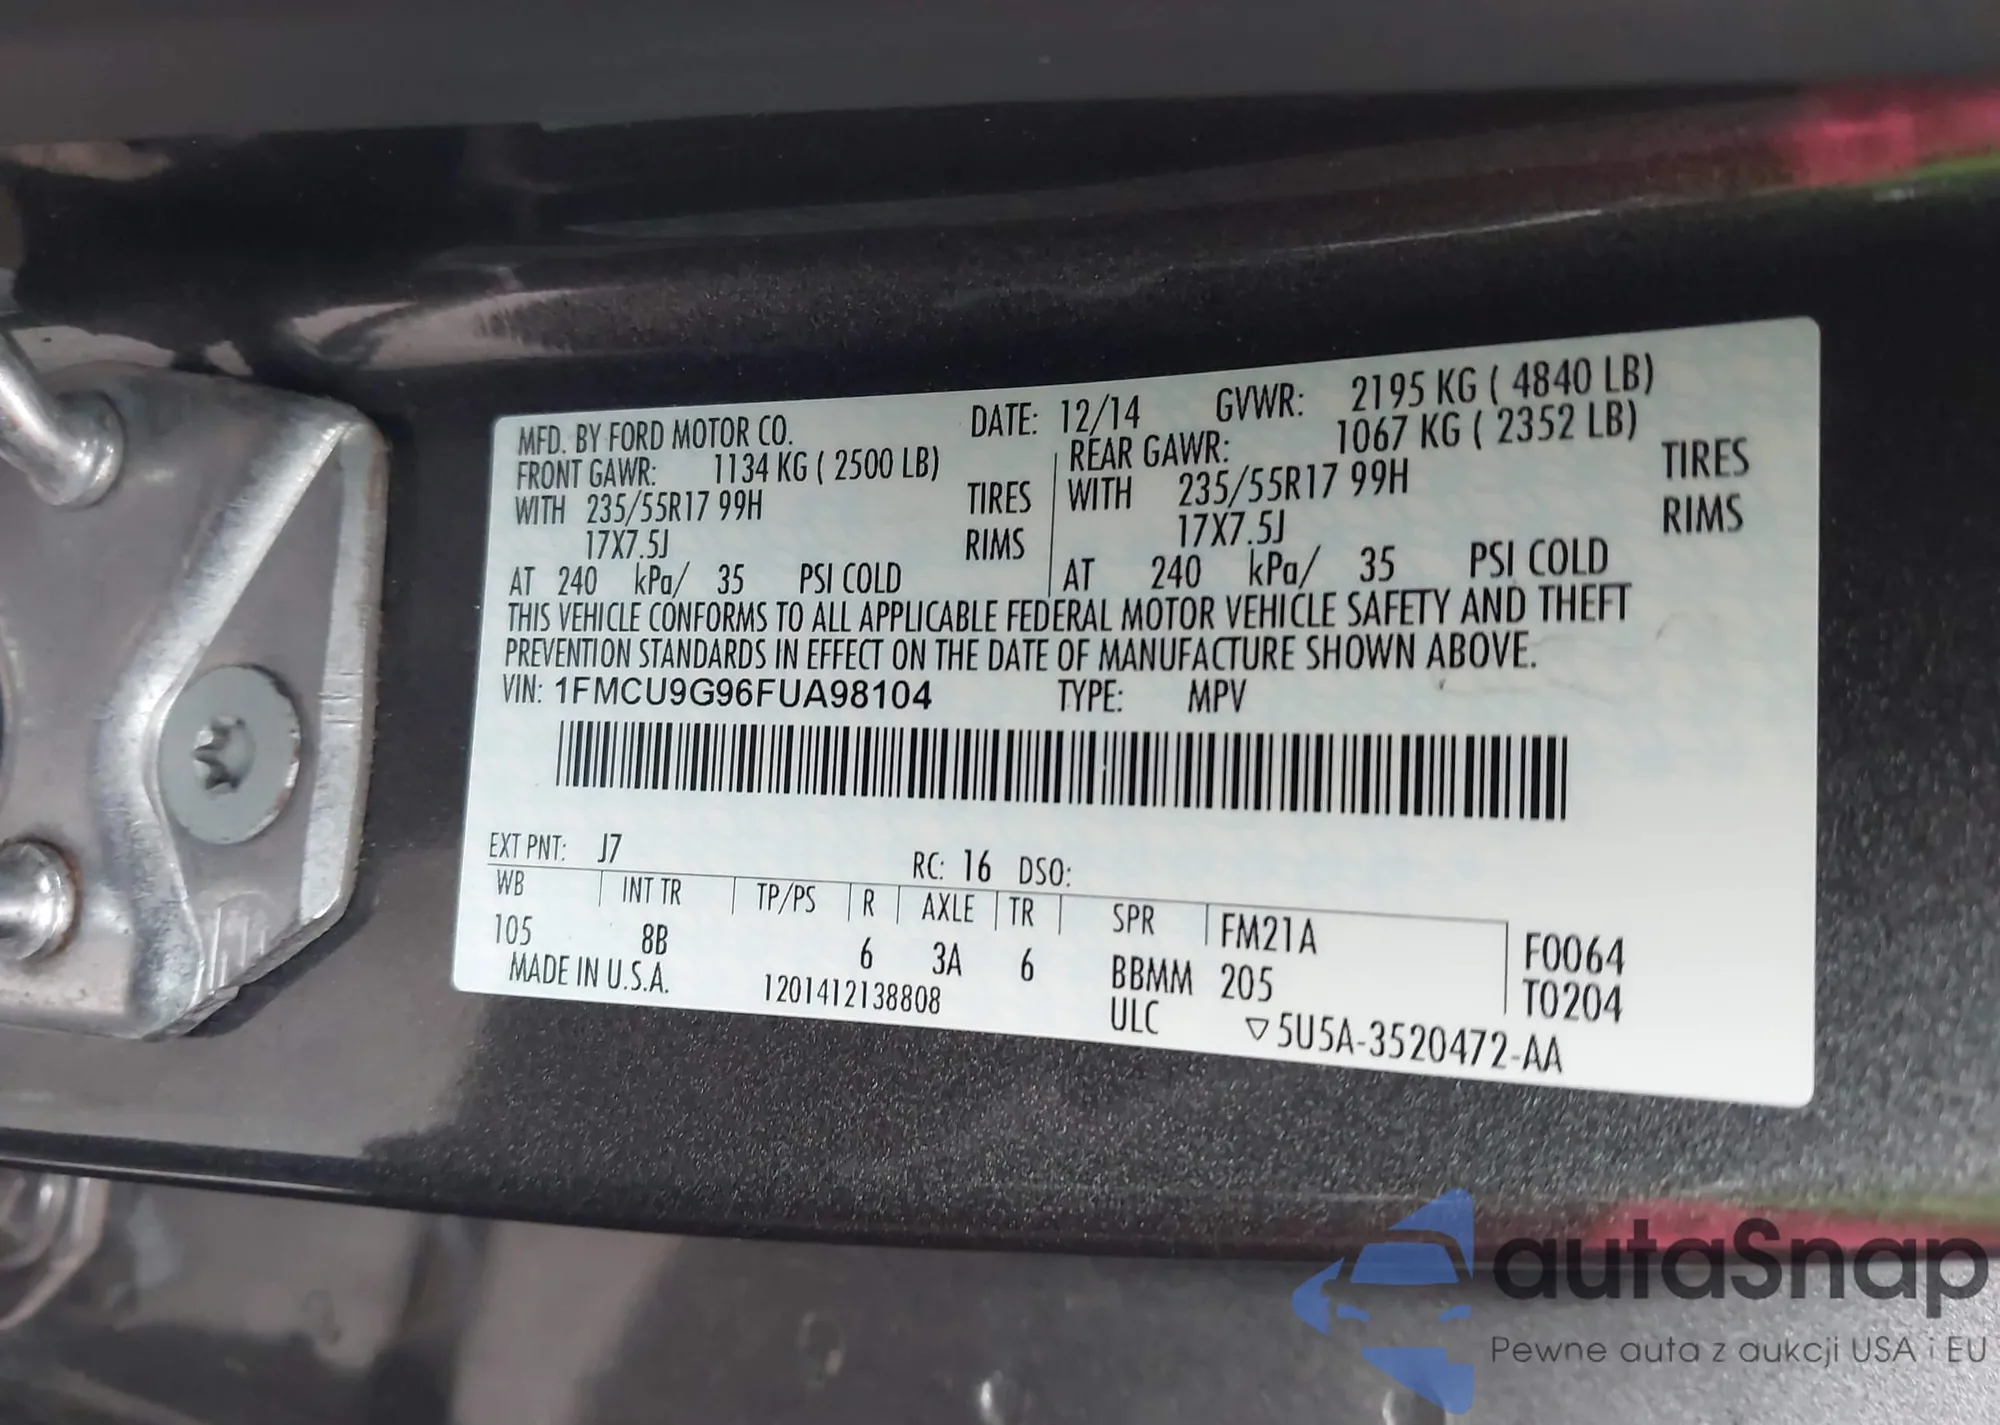 MFD. BY FORD MOTOR CO. DATE: 12/14 GVWR: 2195 KG ( 4840 LB)
FRONT GAWR: 1134 KG ( 2500 LB) REAR GAWR: 1067 KG ( 2352 LB)
WITH 235/55R17 99H TIRES WITH 235/55R17 99H TIRES
17X7.5J RIMS 17X7.5J RIMS
AT 240 kPa/ 35 PSI COLD AT 240 kPa/ 35 PSI COLD
THIS VEHICLE CONFORMS TO ALL APPLICABLE FEDERAL MOTOR VEHICLE SAFETY AND THEFT
PREVENTION STANDARDS IN EFFECT ON THE DATE OF MANUFACTURE SHOWN ABOVE.
VIN: 1FMCU9G96FUA98104 TYPE: MPV
EXT PNT: J7 RC: 16 DSO:
WB INT TR TP/PS R AXLE TR SPR FM21A F0064
105 8B 6 3A 6 BBMM 205 T0204
MADE IN U.S.A. 1201412138808 ULC ▽5U5A-3520472-AA
autaSnap
Pewne auta z aukcji USA i EU